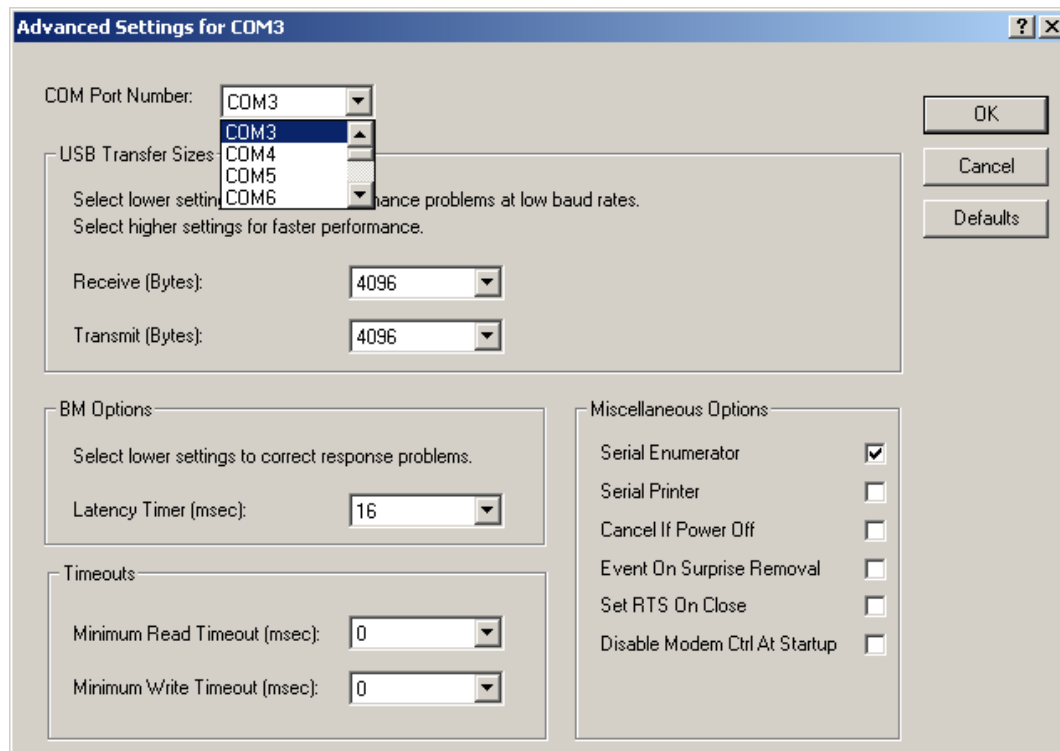 Advanced Settings for COM3
COM Port Number:
COM3
COM3
COM4
COM5
COM6
OK
Cancel
Defaults
USB Transfer Sizes
Select lower settin mance problems at low baud rates.
Select higher settings for faster performance.
Receive (Bytes):
4096
Transmit (Bytes):
4096
BM Options
Select lower settings to correct response problems.
Latency Timer (msec):
16
Timeouts
Minimum Read Timeout (msec):
0
Minimum Write Timeout (msec):
0
Miscellaneous Options
Serial Enumerator
Serial Printer
Cancel If Power Off
Event On Surprise Removal
Set RTS On Close
Disable Modem Ctrl At Startup